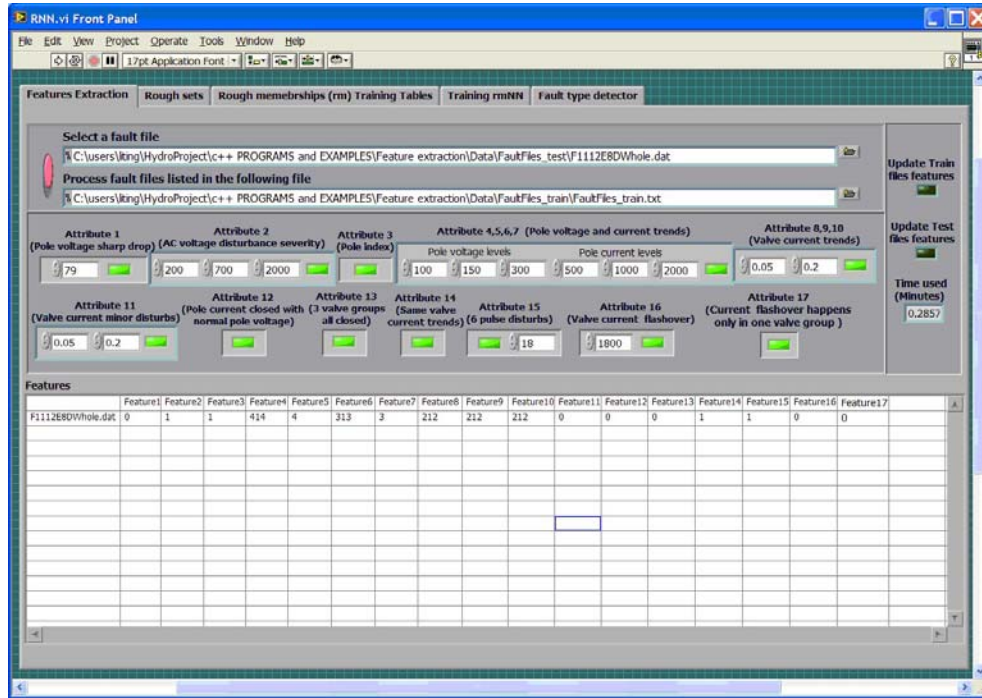 RNN.vi Front Panel
File Edit View Project Operate Tools Window Help
17pt Application Font
Features Extraction Rough sets Rough memebrships (rm) Training Tables Training rmNN Fault type detector
Select a fault file
C:\users\liting\HydroProject\c++ PROGRAMS and EXAMPLES\Feature extraction\Data\FaultFiles_test\F1112E8DWhole.dat
Process fault files listed in the following file
C:\users\liting\HydroProject\c++ PROGRAMS and EXAMPLES\Feature extraction\Data\FaultFiles_train\FaultFiles_train.txt
Update Train
files features
Update Test
files features
Time used
(Minutes)
0.2857
Attribute 1
(Pole voltage sharp drop)
79
Attribute 2
(AC voltage disturbance severity)
200 700 2000
Attribute 3
(Pole index)
Attribute 4,5,6,7 (Pole voltage and current trends)
Pole voltage levels Pole current levels
100 150 300 500 1000 2000
Attribute 8,9,10
(Valve current trends)
0.05 0.2
Attribute 11
(Valve current minor disturbs)
0.05 0.2
Attribute 12
(Pole current closed with
normal pole voltage)
Attribute 13
(3 valve groups
all closed)
Attribute 14
(Same valve
current trends)
Attribute 15
(6 pulse disturbs)
18
Attribute 16
(Valve current flashover)
1800
Attribute 17
(Current flashover happens
only in one valve group )
Features
Feature1 Feature2 Feature3 Feature4 Feature5 Feature6 Feature7 Feature8 Feature9 Feature10 Feature11 Feature12 Feature13 Feature14 Feature15 Feature16 Feature17
F1112E8DWhole.dat 0 1 1 414 4 313 3 212 212 212 0 0 0 1 1 0 0